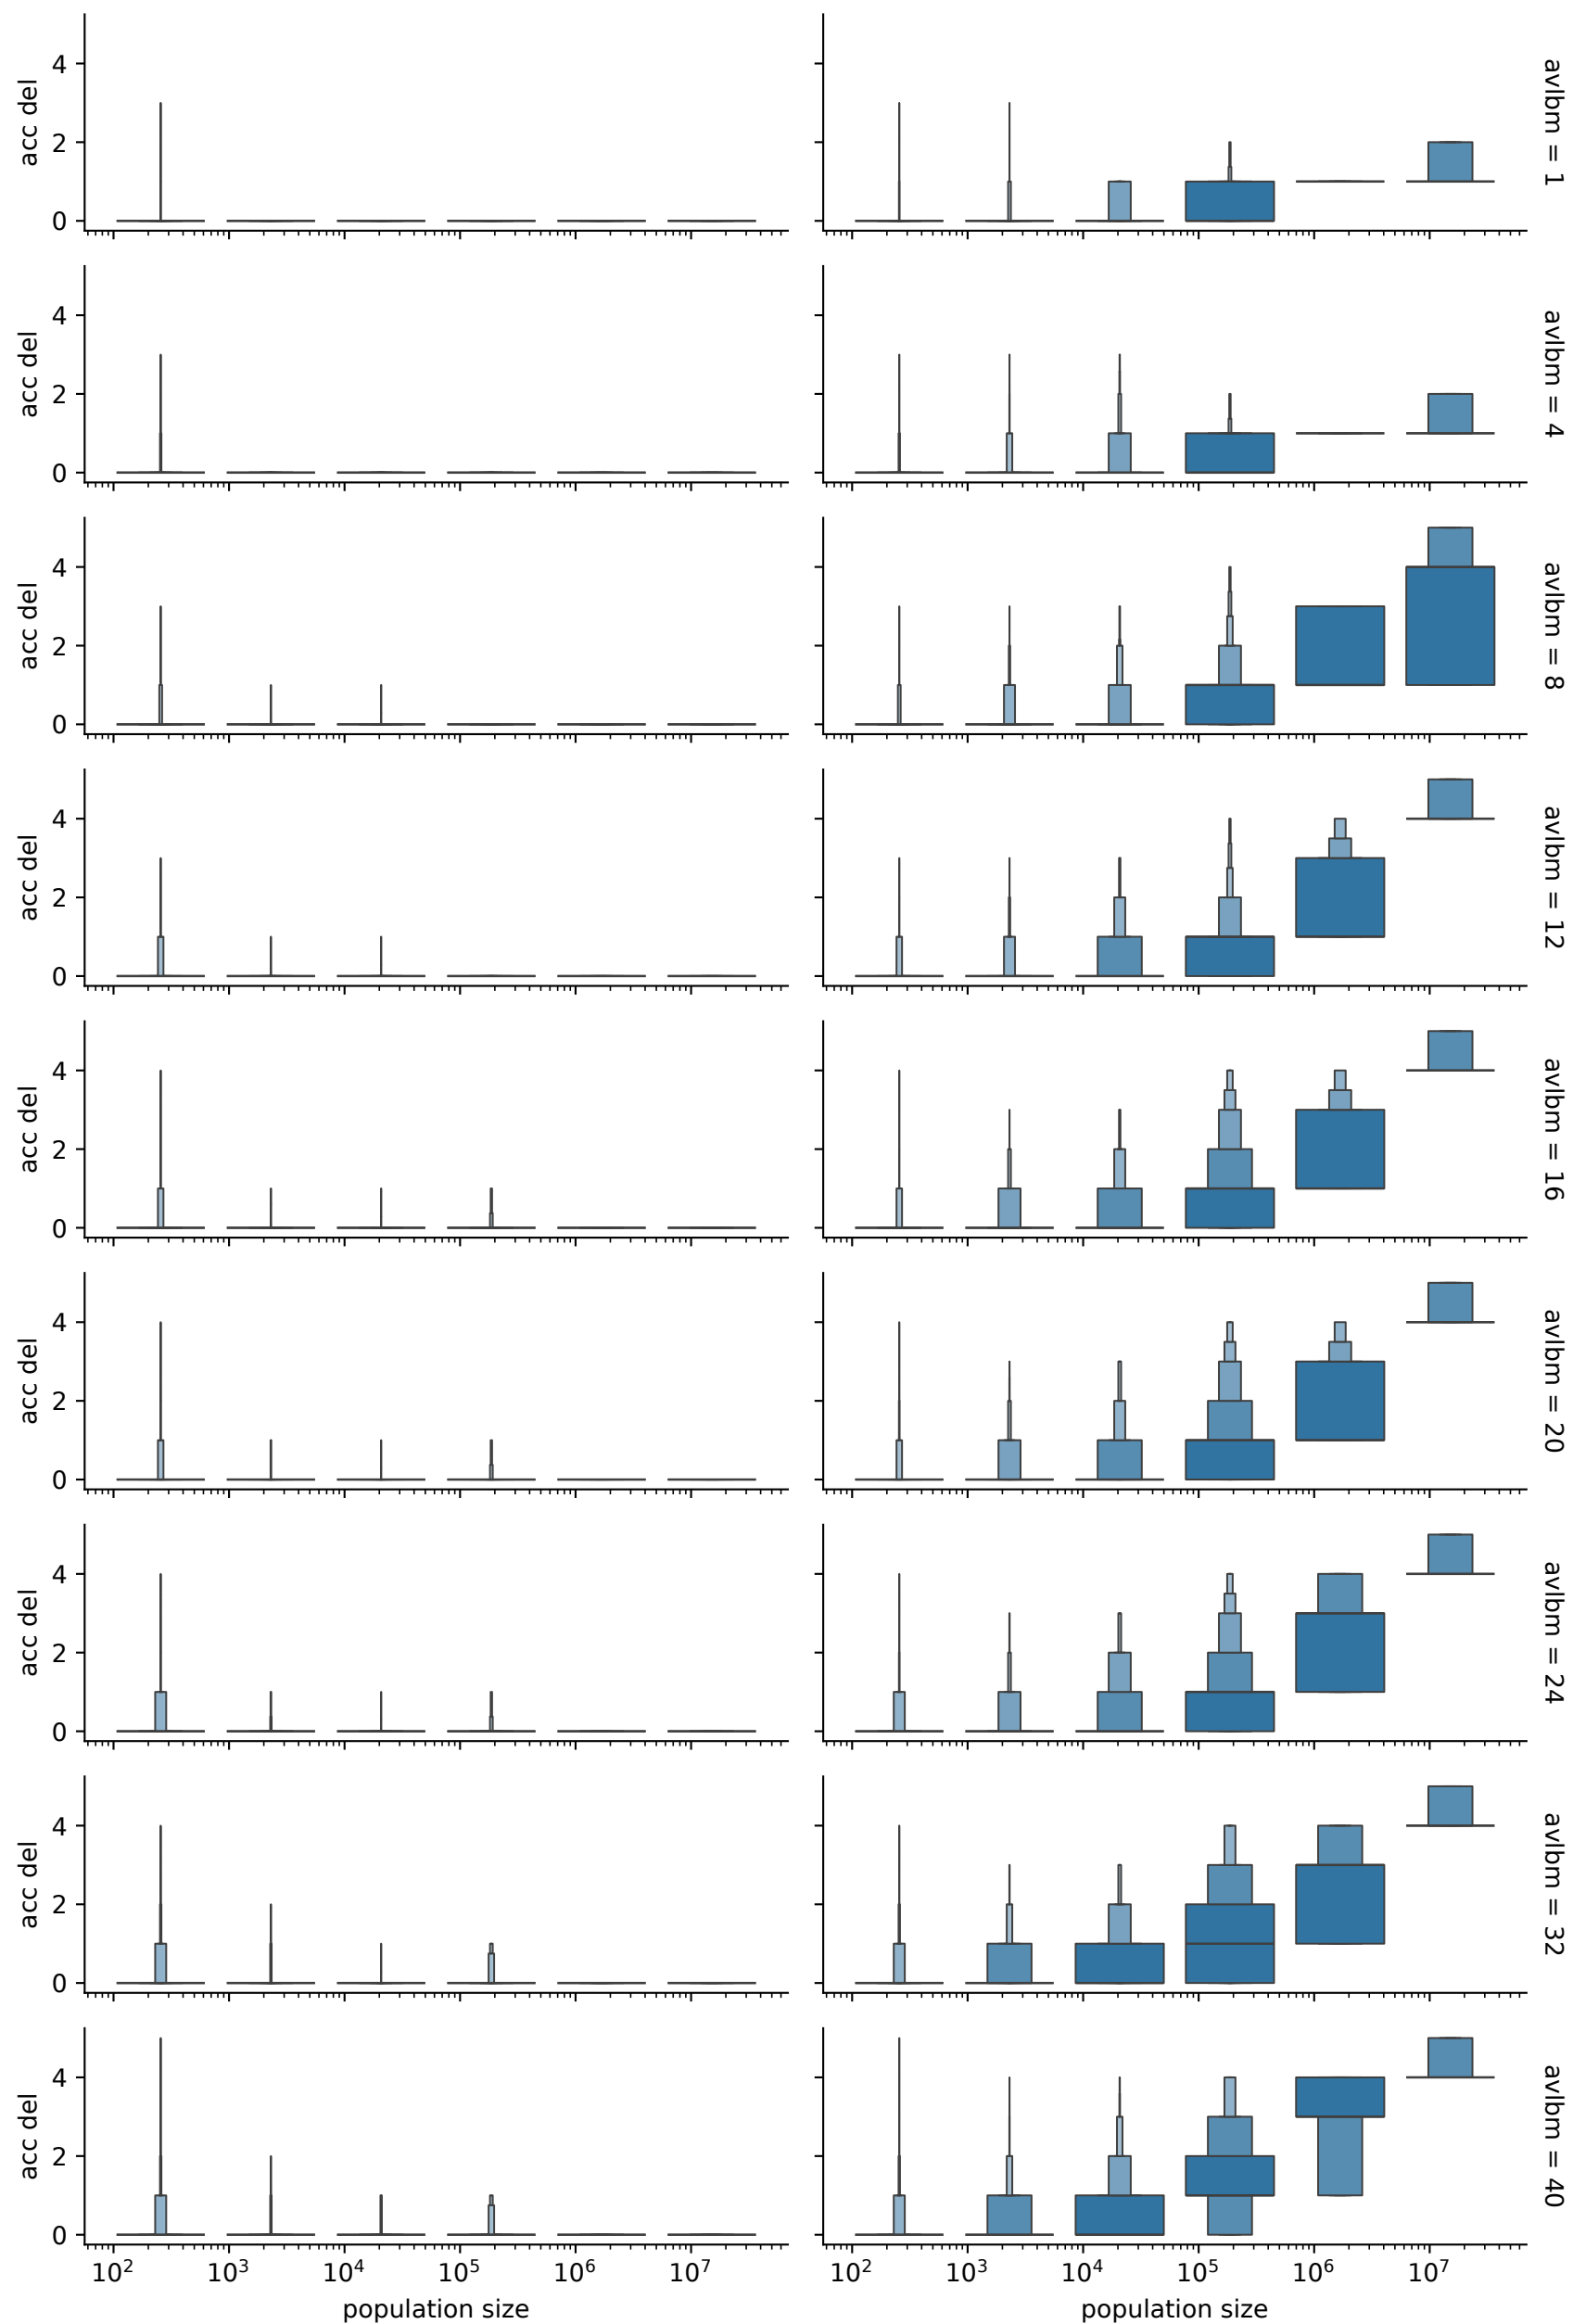 acc del
4
2
0
avlbm = 1
acc del
4
2
0
avlbm = 4
acc del
4
2
0
avlbm = 8
acc del
4
2
0
avlbm = 12
acc del
4
2
0
avlbm = 16
acc del
4
2
0
avlbm = 20
acc del
4
2
0
avlbm = 24
acc del
4
2
0
avlbm = 32
acc del
4
2
0
avlbm = 40
10² 10³ 10⁴ 10⁵ 10⁶ 10⁷ 10² 10³ 10⁴ 10⁵ 10⁶ 10⁷
population size population size